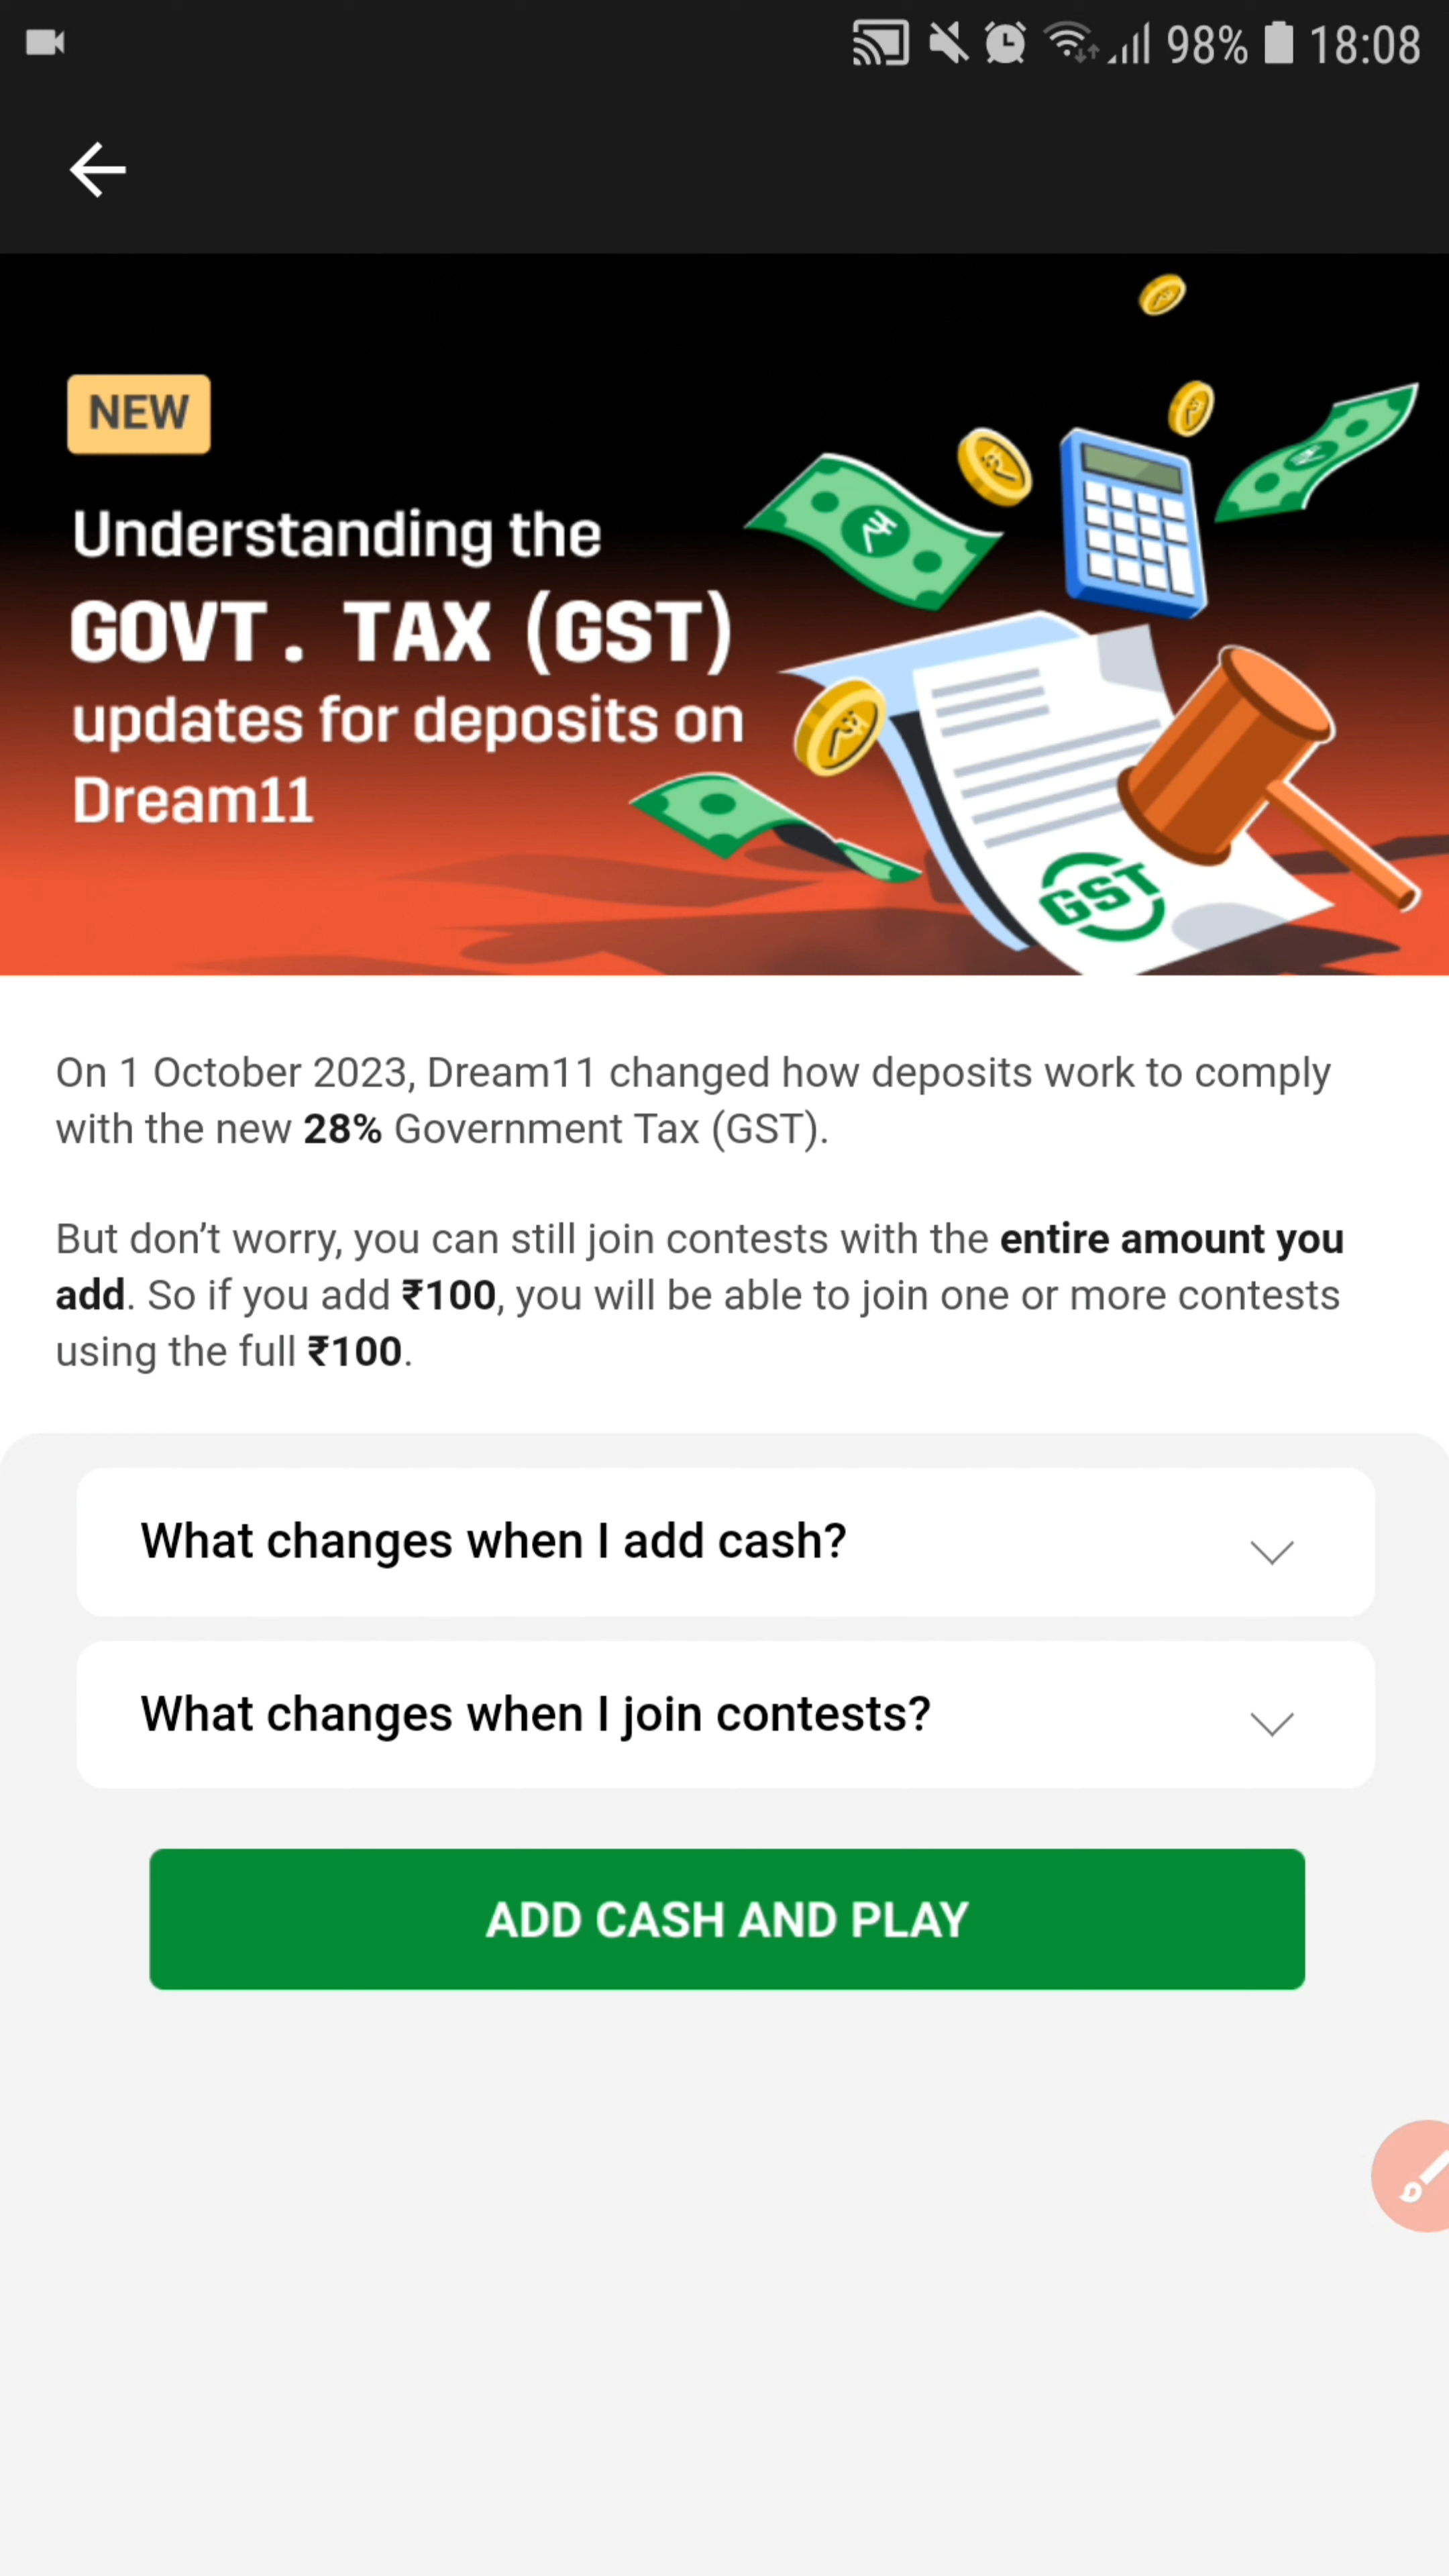 98% 18:08
NEW
Understanding the
GOVT. TAX (GST)
updates for deposits on
Dream11
GST
On 1 October 2023, Dream11 changed how deposits work to comply
with the new 28% Government Tax (GST).
But don’t worry, you can still join contests with the entire amount you
add. So if you add ₹100, you will be able to join one or more contests
using the full ₹100.
What changes when I add cash?
What changes when I join contests?
ADD CASH AND PLAY